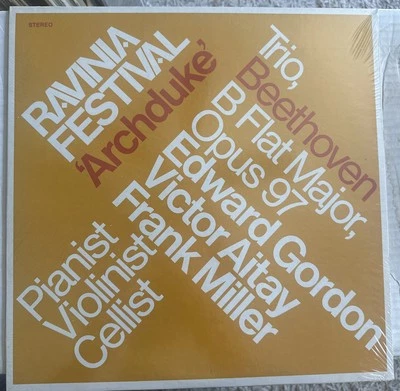 STEREO
RAVINIA
FESTIVAL
'Archduke'
Trio,
Beethoven
B Flat Major,
Opus 97
Edward Gordon
Victor Aitay
Frank Miller
Pianist
Violinist
Cellist